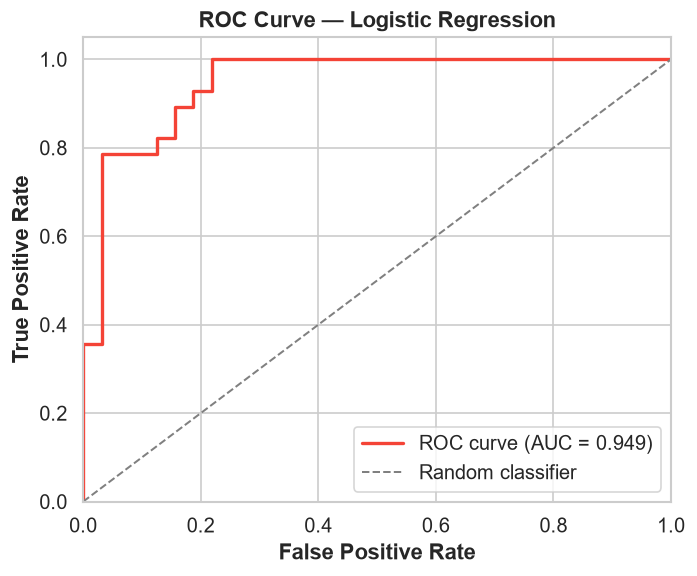 ROC Curve — Logistic Regression
True Positive Rate
1.0
0.8
0.6
0.4
0.2
0.0
0.0 0.2 0.4 0.6 0.8 1.0
False Positive Rate
ROC curve (AUC = 0.949)
Random classifier